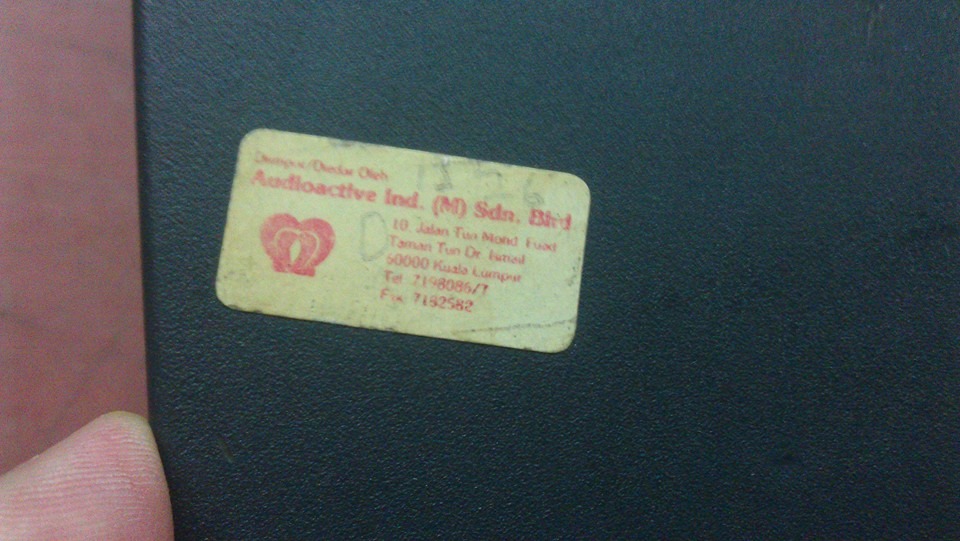 Diimpot/Diedar Oleh
Audioactive Ind. (M) Sdn. Bhd
10, Jalan Tun Mohd. Fuad
Taman Tun Dr. Ismail
60000 Kuala Lumpur
Tel: 7198086/7
Fax: 7182582